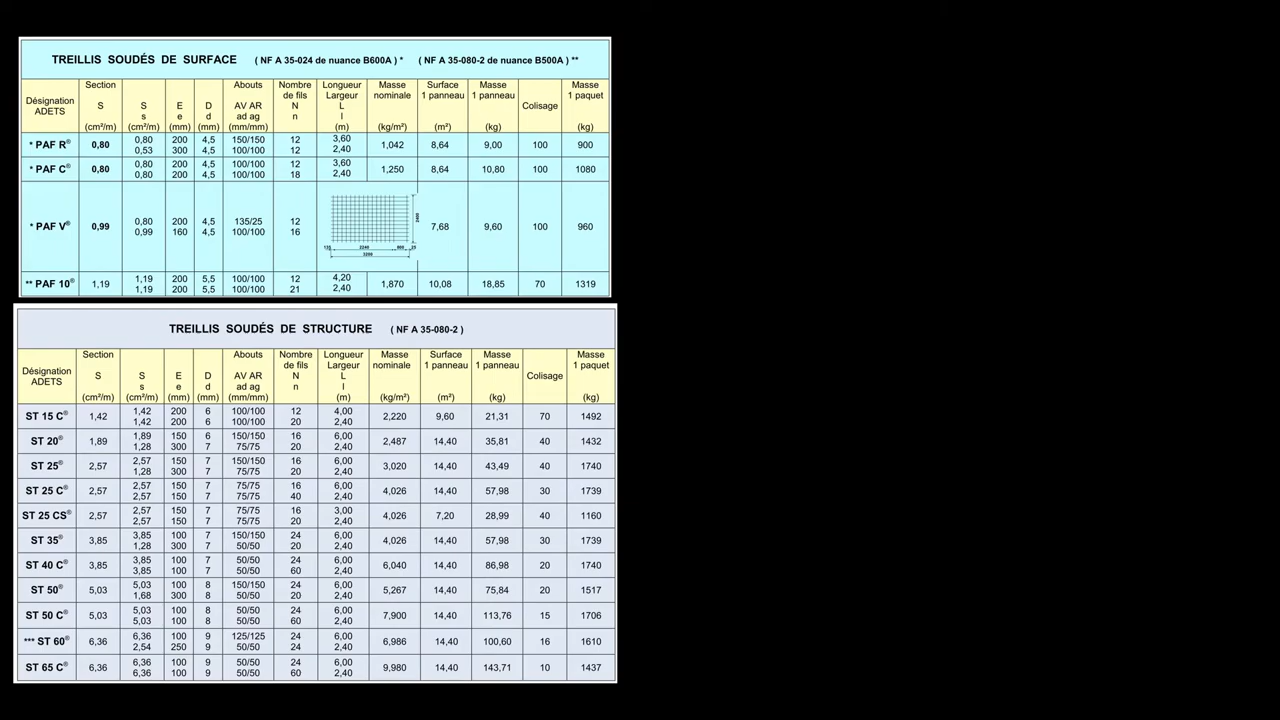 TREILLIS SOUDÉS DE SURFACE ( NF A 35-024 de nuance B600A ) * ( NF A 35-080-2 de nuance B500A ) **
Désignation ADETS | Section S (cm²/m) | S s (cm²/m) | E e (mm) | D d (mm) | Abouts AV AR ad ag (mm/mm) | Nombre de fils N n | Longueur Largeur L l (m) | Masse nominale (kg/m²) | Surface 1 panneau (m²) | Masse 1 panneau (kg) | Colisage | Masse 1 paquet (kg)
* PAF R® 0,80 0,80 0,53 200 300 4,5 4,5 150/150 100/100 12 12 3,60 2,40 1,042 8,64 9,00 100 900
* PAF C® 0,80 0,80 0,80 200 200 4,5 4,5 100/100 100/100 12 18 3,60 2,40 1,250 8,64 10,80 100 1080
* PAF V® 0,99 0,80 0,99 200 160 4,5 4,5 135/25 100/100 12 16 2400 135 2240 800 25 3200 7,68 9,60 100 960
** PAF 10® 1,19 1,19 1,19 200 200 5,5 5,5 100/100 100/100 12 21 4,20 2,40 1,870 10,08 18,85 70 1319
TREILLIS SOUDÉS DE STRUCTURE ( NF A 35-080-2 )
Désignation ADETS | Section S (cm²/m) | S s (cm²/m) | E e (mm) | D d (mm) | Abouts AV AR ad ag (mm/mm) | Nombre de fils N n | Longueur Largeur L l (m) | Masse nominale (kg/m²) | Surface 1 panneau (m²) | Masse 1 panneau (kg) | Colisage | Masse 1 paquet (kg)
ST 15 C® 1,42 1,42 1,42 200 200 6 6 100/100 100/100 12 20 4,00 2,40 2,220 9,60 21,31 70 1492
ST 20® 1,89 1,89 1,28 150 300 6 7 150/150 75/75 16 20 6,00 2,40 2,487 14,40 35,81 40 1432
ST 25® 2,57 2,57 1,28 150 300 7 7 150/150 75/75 16 20 6,00 2,40 3,020 14,40 43,49 40 1740
ST 25 C® 2,57 2,57 2,57 150 150 7 7 75/75 75/75 16 40 6,00 2,40 4,026 14,40 57,98 30 1739
ST 25 CS® 2,57 2,57 2,57 150 150 7 7 75/75 75/75 16 20 3,00 2,40 4,026 7,20 28,99 40 1160
ST 35® 3,85 3,85 1,28 100 300 7 7 150/150 50/50 24 20 6,00 2,40 4,026 14,40 57,98 30 1739
ST 40 C® 3,85 3,85 3,85 100 100 7 7 50/50 50/50 24 60 6,00 2,40 6,040 14,40 86,98 20 1740
ST 50® 5,03 5,03 1,68 100 300 8 8 150/150 50/50 24 20 6,00 2,40 5,267 14,40 75,84 20 1517
ST 50 C® 5,03 5,03 5,03 100 100 8 8 50/50 50/50 24 60 6,00 2,40 7,900 14,40 113,76 15 1706
*** ST 60® 6,36 6,36 2,54 100 250 9 9 125/125 50/50 24 24 6,00 2,40 6,986 14,40 100,60 16 1610
ST 65 C® 6,36 6,36 6,36 100 100 9 9 50/50 50/50 24 60 6,00 2,40 9,980 14,40 143,71 10 1437